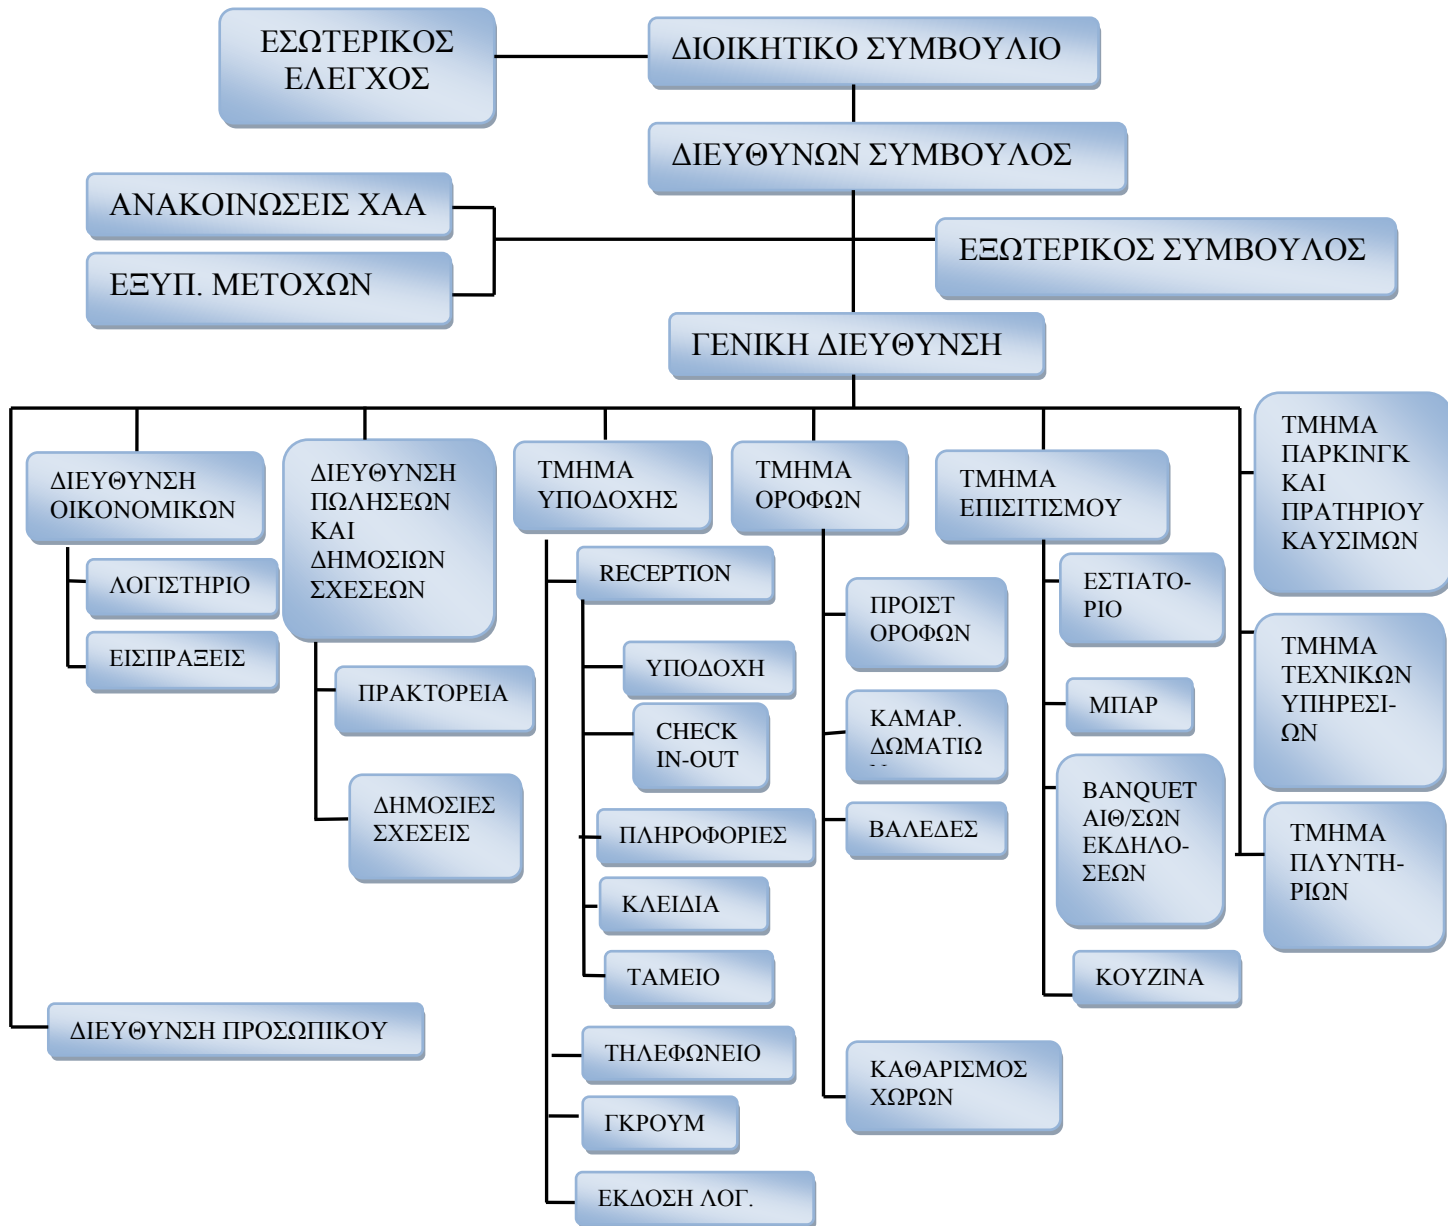 ΕΣΩΤΕΡΙΚΟΣ
ΕΛΕΓΧΟΣ
ΔΙΟΙΚΗΤΙΚΟ ΣΥΜΒΟΥΛΙΟ
ΔΙΕΥΘΥΝΩΝ ΣΥΜΒΟΥΛΟΣ
ΑΝΑΚΟΙΝΩΣΕΙΣ ΧΑΑ
ΕΞΥΠ. ΜΕΤΟΧΩΝ
ΕΞΩΤΕΡΙΚΟΣ ΣΥΜΒΟΥΛΟΣ
ΓΕΝΙΚΗ ΔΙΕΥΘΥΝΣΗ
ΔΙΕΥΘΥΝΣΗ
ΟΙΚΟΝΟΜΙΚΩΝ
ΛΟΓΙΣΤΗΡΙΟ
ΕΙΣΠΡΑΞΕΙΣ
ΔΙΕΥΘΥΝΣΗ
ΠΩΛΗΣΕΩΝ
ΚΑΙ
ΔΗΜΟΣΙΩΝ
ΣΧΕΣΕΩΝ
ΠΡΑΚΤΟΡΕΙΑ
ΔΗΜΟΣΙΕΣ
ΣΧΕΣΕΙΣ
ΤΜΗΜΑ
ΥΠΟΔΟΧΗΣ
RECEPTION
ΥΠΟΔΟΧΗ
CHECK
IN-OUT
ΠΛΗΡΟΦΟΡΙΕΣ
ΚΛΕΙΔΙΑ
ΤΑΜΕΙΟ
ΤΗΛΕΦΩΝΕΙΟ
ΓΚΡΟΥΜ
ΕΚΔΟΣΗ ΛΟΓ.
ΤΜΗΜΑ
ΟΡΟΦΩΝ
ΠΡΟΙΣΤ
ΟΡΟΦΩΝ
ΚΑΜΑΡ.
ΔΩΜΑΤΙΩ
ΒΑΛΕΔΕΣ
ΚΑΘΑΡΙΣΜΟΣ
ΧΩΡΩΝ
ΤΜΗΜΑ
ΕΠΙΣΙΤΙΣΜΟΥ
ΕΣΤΙΑΤΟ-
ΡΙΟ
ΜΠΑΡ
BANQUET
ΑΙΘ/ΣΩΝ
ΕΚΔΗΛΟ-
ΣΕΩΝ
ΚΟΥΖΙΝΑ
ΤΜΗΜΑ
ΠΑΡΚΙΝΓΚ
ΚΑΙ
ΠΡΑΤΗΡΙΟΥ
ΚΑΥΣΙΜΩΝ
ΤΜΗΜΑ
ΤΕΧΝΙΚΩΝ
ΥΠΗΡΕΣΙ-
ΩΝ
ΤΜΗΜΑ
ΠΛΥΝΤΗ-
ΡΙΩΝ
ΔΙΕΥΘΥΝΣΗ ΠΡΟΣΩΠΙΚΟΥ